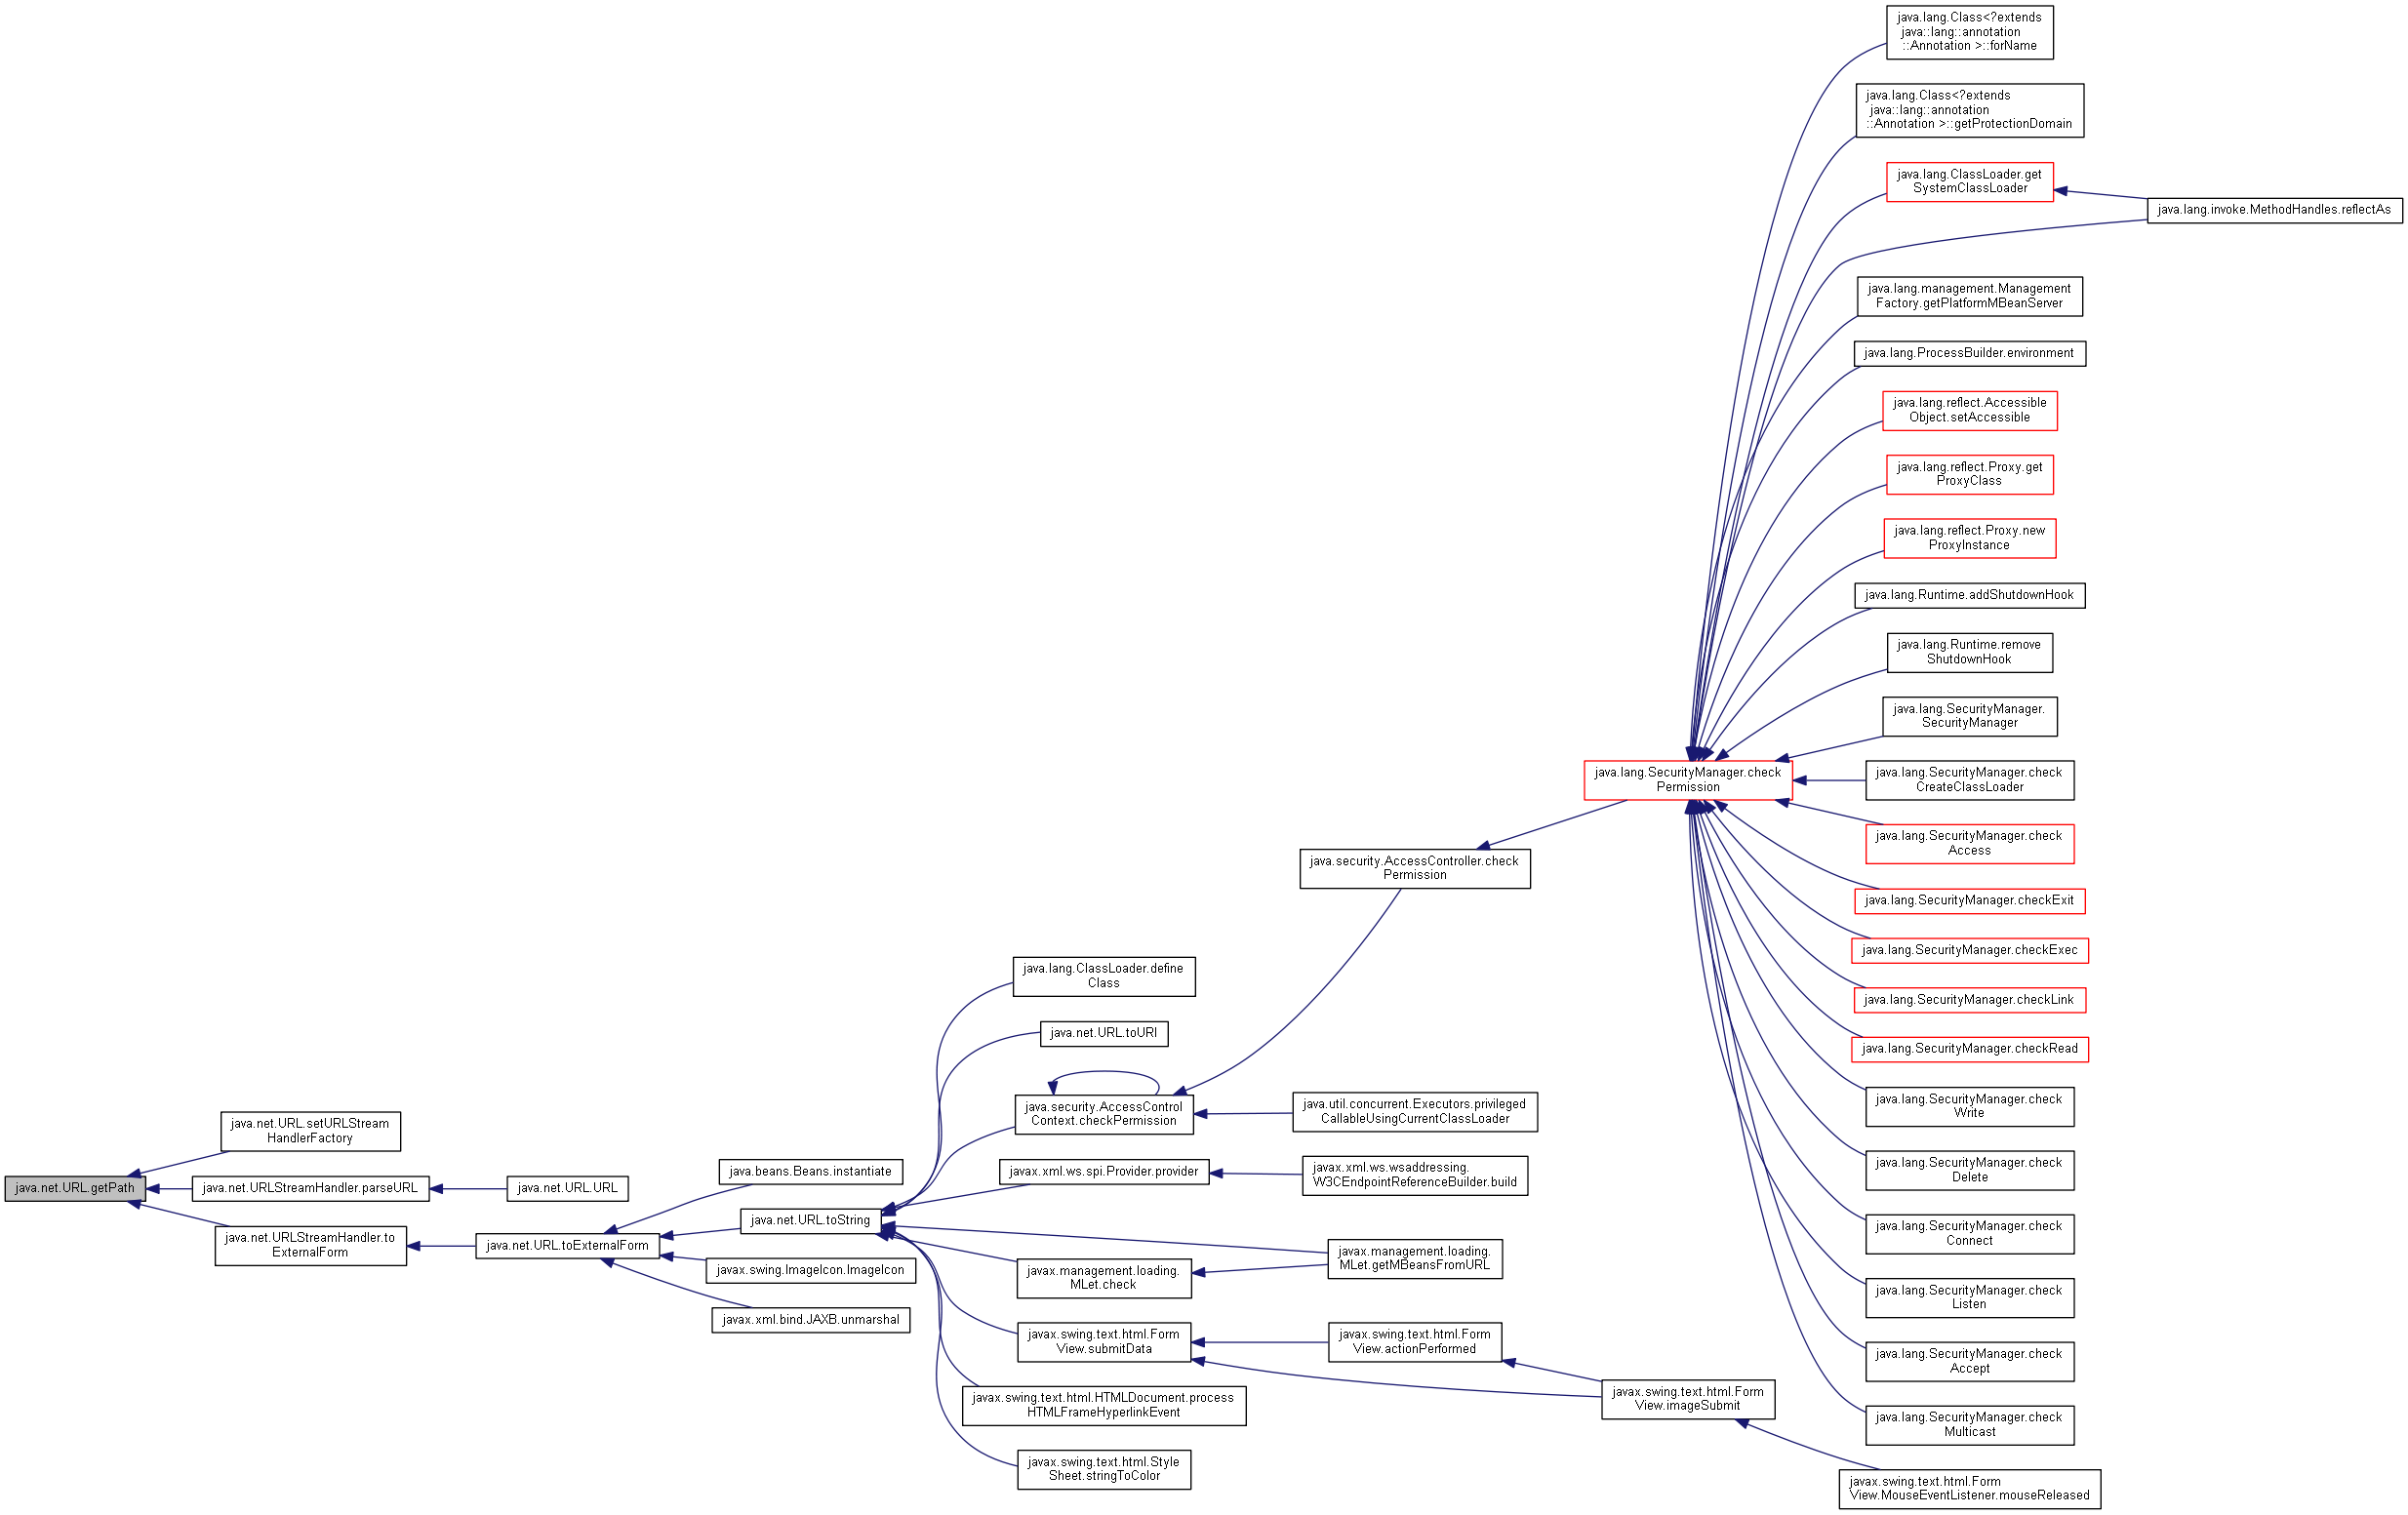 java.net.URL.getPath
java.net.URL.setURLStream
HandlerFactory
java.net.URLStreamHandler.parseURL
java.net.URLStreamHandler.to
ExternalForm
java.net.URL.URL
java.net.URL.toExternalForm
java.beans.Beans.instantiate
java.net.URL.toString
javax.swing.ImageIcon.ImageIcon
javax.xml.bind.JAXB.unmarshal
java.lang.ClassLoader.define
Class
java.net.URL.toURI
java.security.AccessControl
Context.checkPermission
javax.xml.ws.spi.Provider.provider
javax.management.loading.
MLet.check
javax.swing.text.html.Form
View.submitData
javax.swing.text.html.HTMLDocument.process
HTMLFrameHyperlinkEvent
javax.swing.text.html.Style
Sheet.stringToColor
java.security.AccessController.check
Permission
java.util.concurrent.Executors.privileged
CallableUsingCurrentClassLoader
javax.xml.ws.wsaddressing.
W3CEndpointReferenceBuilder.build
javax.management.loading.
MLet.getMBeansFromURL
javax.swing.text.html.Form
View.actionPerformed
java.lang.SecurityManager.check
Permission
javax.swing.text.html.Form
View.imageSubmit
java.lang.Class<?extends
java::lang::annotation
::Annotation >::forName
java.lang.Class<?extends
java::lang::annotation
::Annotation >::getProtectionDomain
java.lang.ClassLoader.get
SystemClassLoader
java.lang.invoke.MethodHandles.reflectAs
java.lang.management.Management
Factory.getPlatformMBeanServer
java.lang.ProcessBuilder.environment
java.lang.reflect.Accessible
Object.setAccessible
java.lang.reflect.Proxy.get
ProxyClass
java.lang.reflect.Proxy.new
ProxyInstance
java.lang.Runtime.addShutdownHook
java.lang.Runtime.remove
ShutdownHook
java.lang.SecurityManager.
SecurityManager
java.lang.SecurityManager.check
CreateClassLoader
java.lang.SecurityManager.check
Access
java.lang.SecurityManager.checkExit
java.lang.SecurityManager.checkExec
java.lang.SecurityManager.checkLink
java.lang.SecurityManager.checkRead
java.lang.SecurityManager.check
Write
java.lang.SecurityManager.check
Delete
java.lang.SecurityManager.check
Connect
java.lang.SecurityManager.check
Listen
java.lang.SecurityManager.check
Accept
java.lang.SecurityManager.check
Multicast
javax.swing.text.html.Form
View.MouseEventListener.mouseReleased